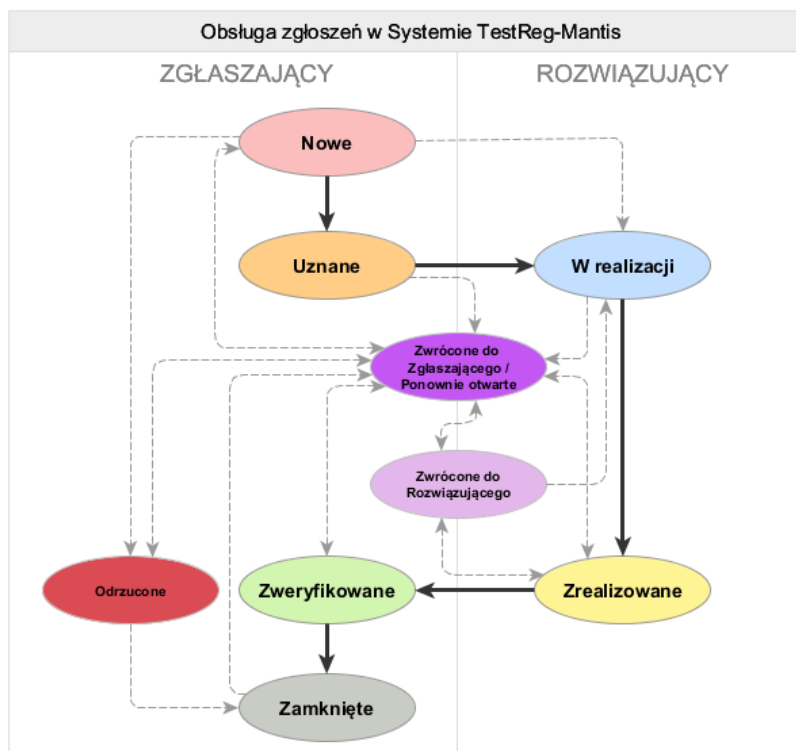 Obsługa zgłoszeń w Systemie TestReg-Mantis
ZGŁASZAJĄCY
ROZWIĄZUJĄCY
Nowe
Uznane
W realizacji
Zwrócone do
Zgłaszającego /
Ponownie otwarte
Zwrócone do
Rozwiązującego
Odrzucone
Zweryfikowane
Zrealizowane
Zamknięte